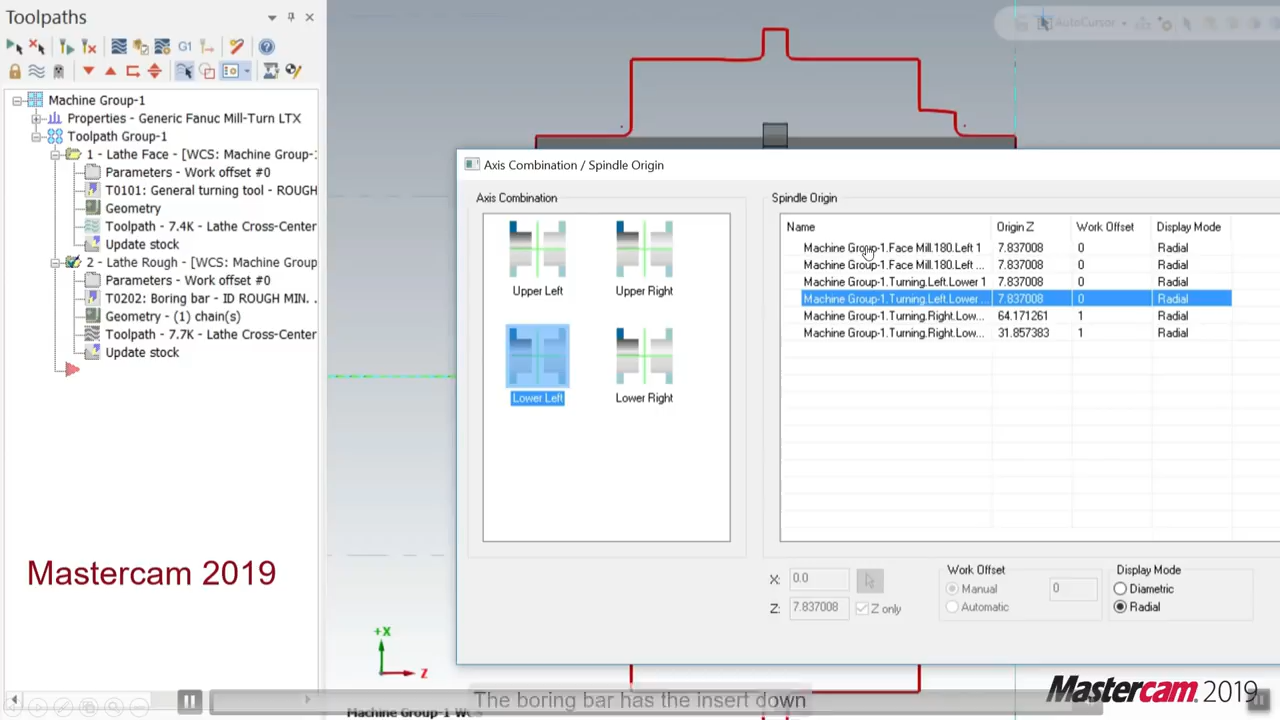 Toolpaths
AutoCursor
G1
Machine Group-1
Properties - Generic Fanuc Mill-Turn LTX
Toolpath Group-1
1 - Lathe Face - [WCS: Machine Group-
Parameters - Work offset #0
T0101: General turning tool - ROUGH
Geometry
Toolpath - 7.4K - Lathe Cross-Center
Update stock
2 - Lathe Rough - [WCS: Machine Group
Parameters - Work offset #0
T0202: Boring bar - ID ROUGH MIN. .
Geometry - (1) chain(s)
Toolpath - 7.7K - Lathe Cross-Center
Update stock
Mastercam 2019
Axis Combination / Spindle Origin
Axis Combination
Upper Left
Upper Right
Lower Left
Lower Right
Spindle Origin
Name Origin Z Work Offset Display Mode
Machine Group-1.Face Mill.180.Left 1 7.837008 0 Radial
Machine Group-1.Face Mill.180.Left ... 7.837008 0 Radial
Machine Group-1.Turning.Left.Lower 1 7.837008 0 Radial
Machine Group-1.Turning.Left.Lower ... 7.837008 0 Radial
Machine Group-1.Turning.Right.Low... 64.171261 1 Radial
Machine Group-1.Turning.Right.Low... 31.857383 1 Radial
X: 0.0
Z: 7.837008 Z only
Work Offset
Manual 0
Automatic
Display Mode
Diametric
Radial
+X
Z
The boring bar has the insert down
Machine Group-1 WCS
Mastercam. 2019